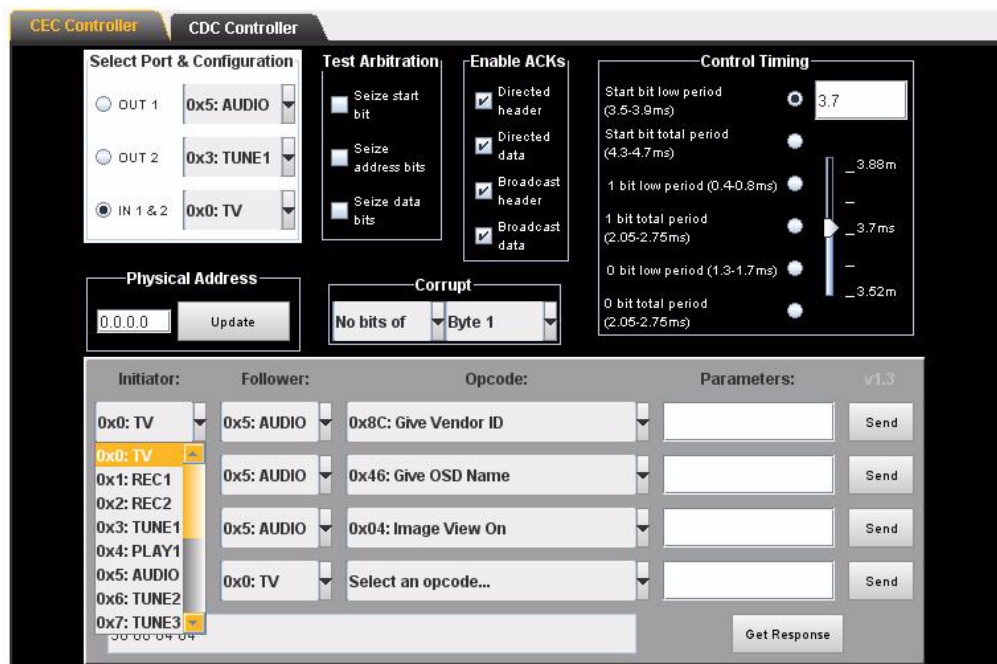 CEC Controller
CDC Controller
Select Port & Configuration
OUT 1
0x5: AUDIO
OUT 2
0x3: TUNE1
IN 1 & 2
0x0: TV
Test Arbitration
Seize start
bit
Seize
address bits
Seize data
bits
Enable ACKs
Directed
header
Directed
data
Broadcast
header
Broadcast
data
Control Timing
Start bit low period
(3.5-3.9ms)
3.7
Start bit total period
(4.3-4.7ms)
1 bit low period (0.4-0.8ms)
1 bit total period
(2.05-2.75ms)
0 bit low period (1.3-1.7ms)
0 bit total period
(2.05-2.75ms)
3.88m
3.7ms
3.52m
Physical Address
0.0.0.0
Update
Corrupt
No bits of
Byte 1
Initiator:
Follower:
Opcode:
Parameters:
v1.3
0x0: TV
0x5: AUDIO
0x8C: Give Vendor ID
Send
0x0: TV
0x1: REC1
0x2: REC2
0x3: TUNE1
0x4: PLAY1
0x5: AUDIO
0x6: TUNE2
0x7: TUNE3
0x5: AUDIO
0x46: Give OSD Name
Send
0x5: AUDIO
0x04: Image View On
Send
0x0: TV
Select an opcode...
Send
Get Response